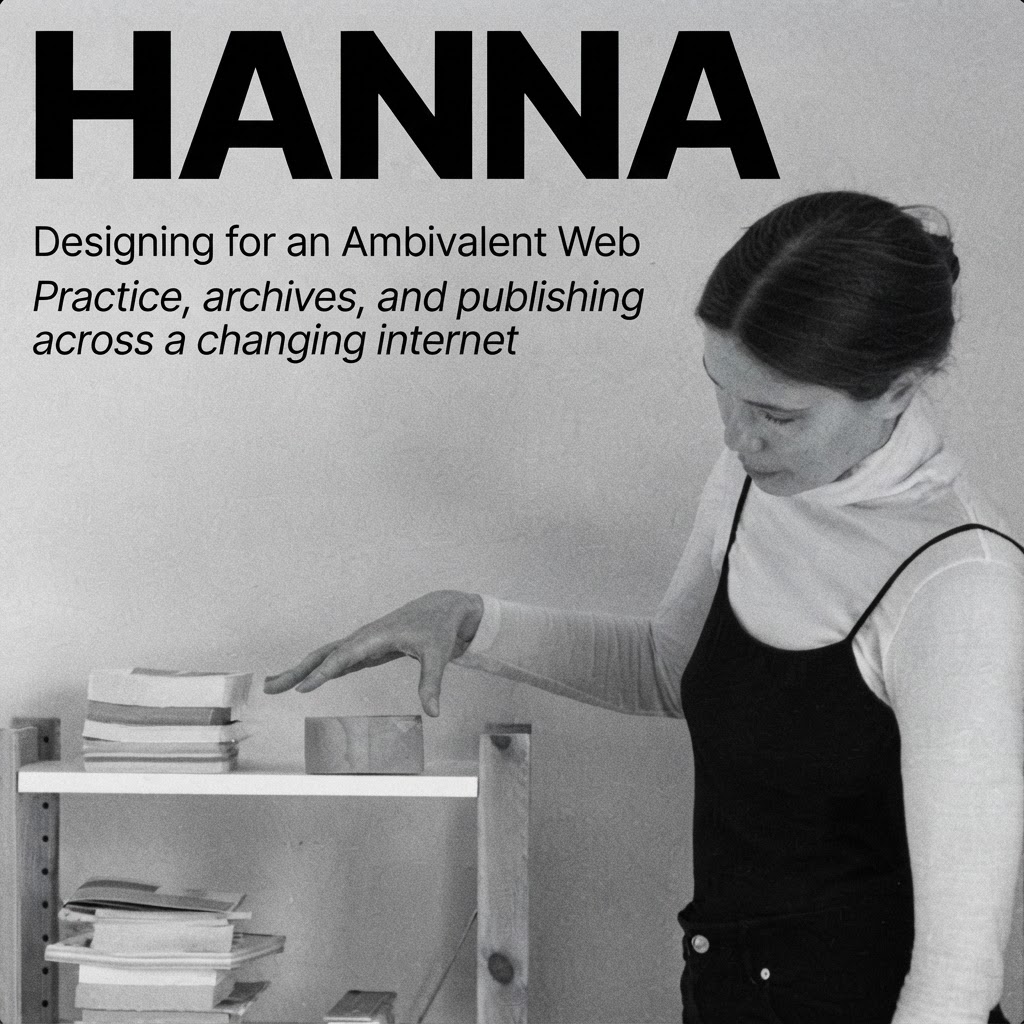 HANNA
Designing for an Ambivalent Web
Practice, archives, and publishing
across a changing internet